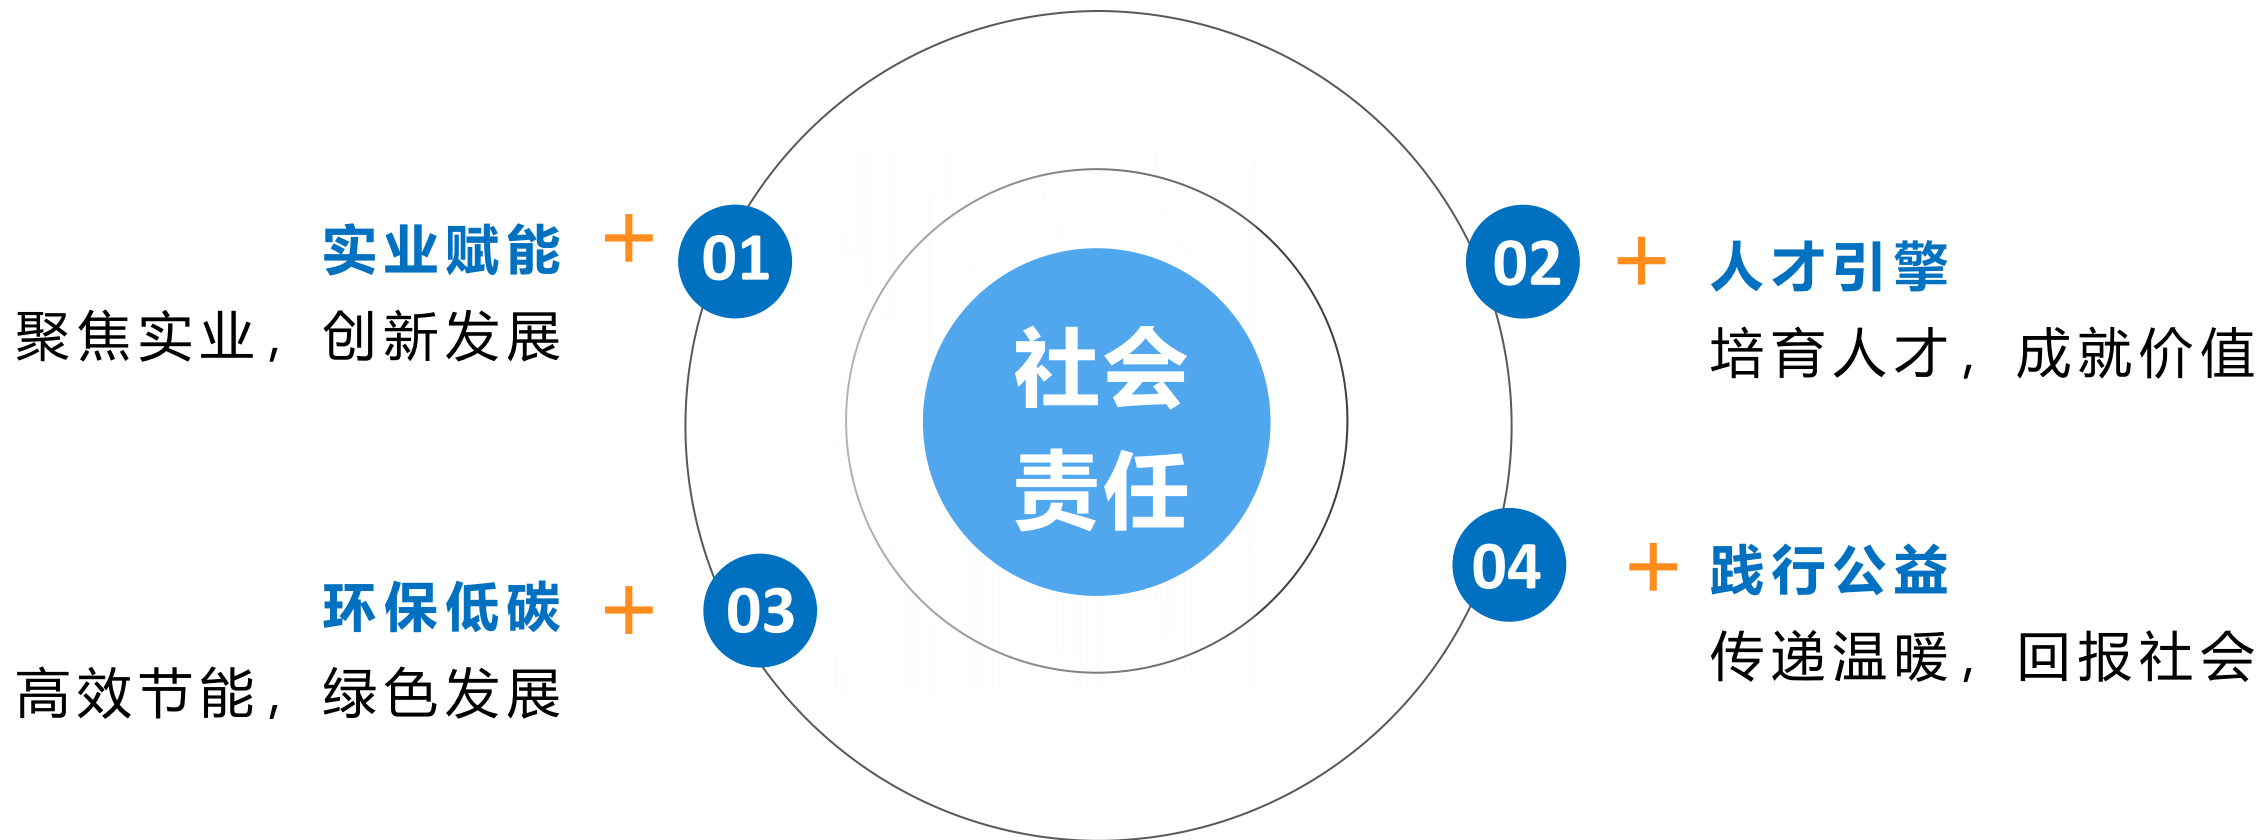 社会
责任
01
实业赋能
聚焦实业，创新发展
02
人才引擎
培育人才，成就价值
03
环保低碳
高效节能，绿色发展
04
践行公益
传递温暖，回报社会